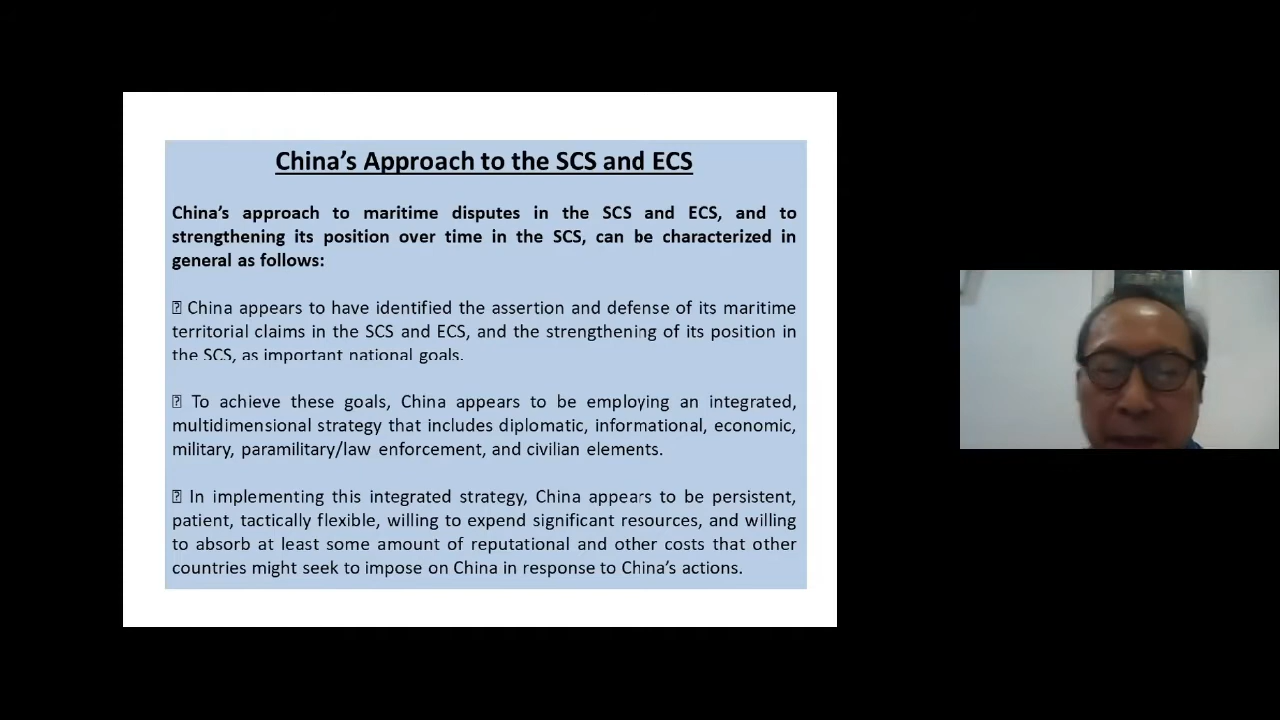 China’s Approach to the SCS and ECS
China’s approach to maritime disputes in the SCS and ECS, and to
strengthening its position over time in the SCS, can be characterized in
general as follows:
China appears to have identified the assertion and defense of its maritime
territorial claims in the SCS and ECS, and the strengthening of its position in
the SCS, as important national goals.
To achieve these goals, China appears to be employing an integrated,
multidimensional strategy that includes diplomatic, informational, economic,
military, paramilitary/law enforcement, and civilian elements.
In implementing this integrated strategy, China appears to be persistent,
patient, tactically flexible, willing to expend significant resources, and willing
to absorb at least some amount of reputational and other costs that other
countries might seek to impose on China in response to China’s actions.